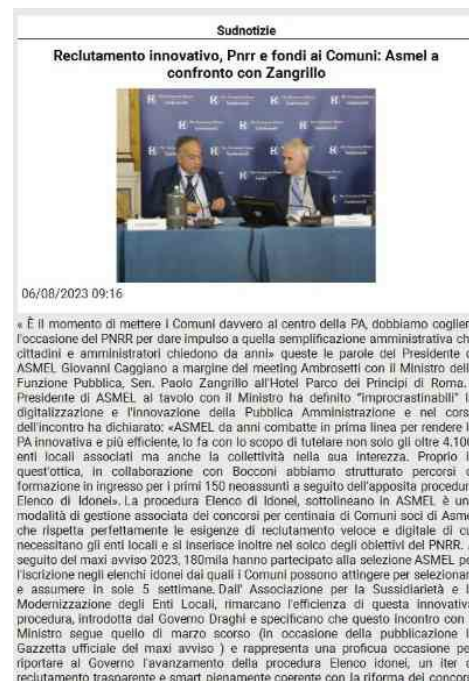 Sudnotizie
Reclutamento innovativo, Pnrr e fondi ai Comuni: Asmel a
confronto con Zangrillo
06/08/2023 09:16
« È il momento di mettere i Comuni davvero al centro della PA, dobbiamo coglier
l'occasione del PNRR per dare impulso a quella semplificazione amministrativa ch
cittadini e amministratori chiedono da anni» queste le parole del Presidente d
ASMEL Giovanni Caggiano a margine del meeting Ambrosetti con il Ministro dell
Funzione Pubblica, Sen. Paolo Zangrillo all'Hotel Parco dei Principi di Roma.
Presidente di ASMEL al tavolo con il Ministro ha definito "improcrastinabili" l
digitalizzazione e l'innovazione della Pubblica Amministrazione e nel cors
dell'incontro ha dichiarato: «ASMEL da anni combatte in prima linea per rendere l
PA innovativa e più efficiente, lo fa con lo scopo di tutelare non solo gli oltre 4.100
enti locali associati ma anche la collettività nella sua interezza. Proprio i
quest'ottica, in collaborazione con Bocconi abbiamo strutturato percorsi d
formazione in ingresso per i primi 150 neoassunti a seguito dell'apposita procedur
Elenco di Idonei». La procedura Elenco di Idonei, sottolineano in ASMEL è un
modalità di gestione associata dei concorsi per centinaia di Comuni soci di Asme
che rispetta perfettamente le esigenze di reclutamento veloce e digitale di cu
necessitano gli enti locali e si inserisce inoltre nel solco degli obiettivi del PNRR.
seguito del maxi avviso 2023, 180mila hanno partecipato alla selezione ASMEL pe
l'iscrizione negli elenchi idonei dai quali i Comuni possono attingere per selezionar
e assumere in sole 5 settimane. Dall' Associazione per la Sussidiarietà e l
Modernizzazione degli Enti Locali, rimarcano l'efficienza di questa innovativ
procedura, introdotta dal Governo Draghi e specificano che questo incontro con
Ministro segue quello di marzo scorso (in occasione della pubblicazione i
Gazzetta ufficiale del maxi avviso ) e rappresenta una proficua occasione pe
riportare al Governo l'avanzamento della procedura Elenco idonei, un iter d
reclutamento trasparente e smart pienamente coerente con la riforma dei concors